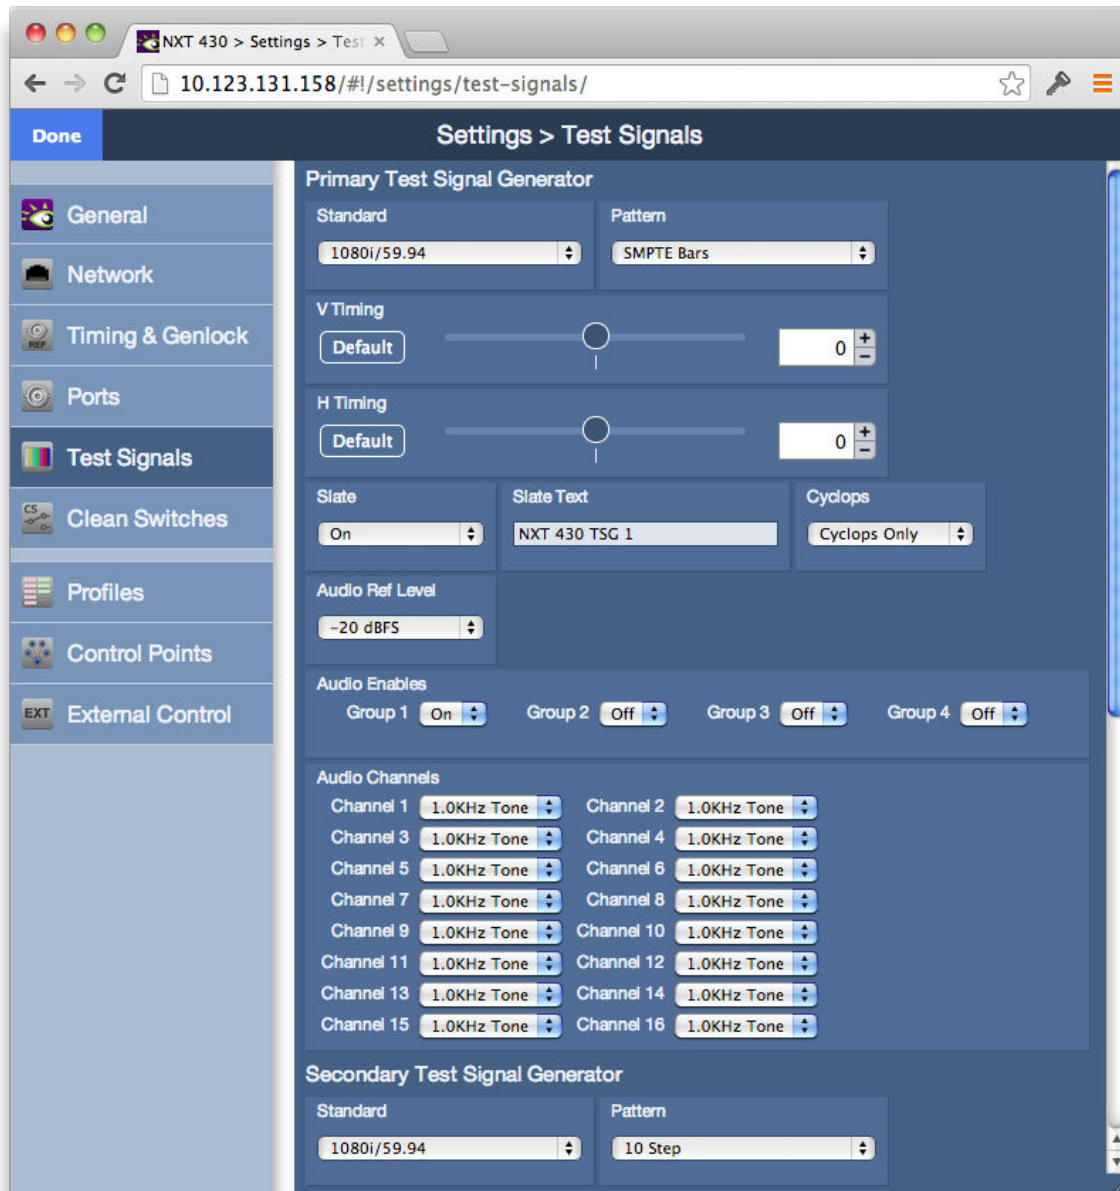 NXT 430 > Settings > Test
10.123.131.158/#!/settings/test-signals/
Done
Settings > Test Signals
General
Network
REF
Timing & Genlock
Ports
Test Signals
CS
Clean Switches
Profiles
Control Points
EXT
External Control
Primary Test Signal Generator
Standard Pattern
1080i/59.94 SMPTE Bars
V Timing
Default 0
H Timing
Default 0
Slate Slate Text Cyclops
On NXT 430 TSG 1 Cyclops Only
Audio Ref Level
-20 dBFS
Audio Enables
Group 1 On Group 2 Off Group 3 Off Group 4 Off
Audio Channels
Channel 1 1.0KHz Tone Channel 2 1.0KHz Tone
Channel 3 1.0KHz Tone Channel 4 1.0KHz Tone
Channel 5 1.0KHz Tone Channel 6 1.0KHz Tone
Channel 7 1.0KHz Tone Channel 8 1.0KHz Tone
Channel 9 1.0KHz Tone Channel 10 1.0KHz Tone
Channel 11 1.0KHz Tone Channel 12 1.0KHz Tone
Channel 13 1.0KHz Tone Channel 14 1.0KHz Tone
Channel 15 1.0KHz Tone Channel 16 1.0KHz Tone
Secondary Test Signal Generator
Standard Pattern
1080i/59.94 10 Step